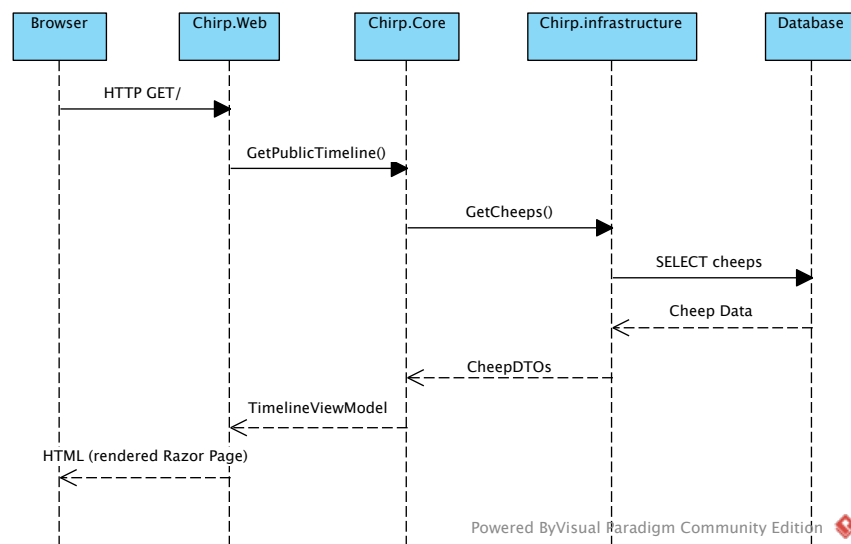 Browser
Chirp.Web
Chirp.Core
Chirp.infrastructure
Database
HTTP GET/
GetPublicTimeline()
GetCheeps()
SELECT cheeps
Cheep Data
CheepDTOs
TimelineViewModel
HTML (rendered Razor Page)
Powered ByVisual Paradigm Community Edition